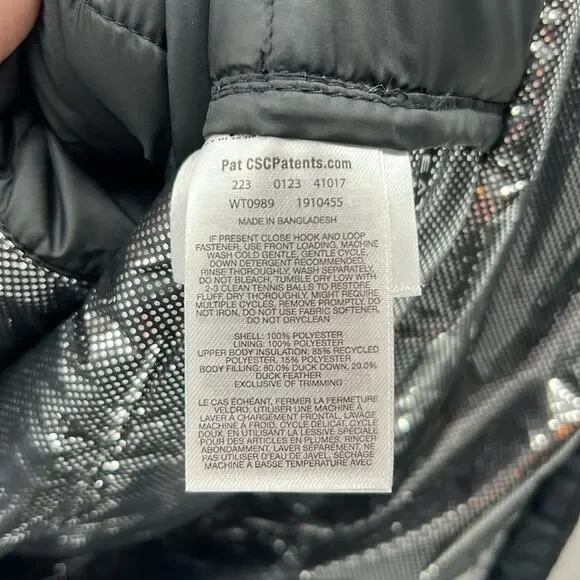 Pat CSCPatents.com
223 0123 41017
WT0989 1910455
MADE IN BANGLADESH
IF PRESENT CLOSE HOOK AND LOOP
FASTENER, USE FRONT LOADING, MACHINE
WASH COLD GENTLE, GENTLE CYCLE,
DOWN DETERGENT RECOMMENDED.
RINSE THOROUGHLY, WASH SEPARATELY,
DO NOT BLEACH, TUMBLE DRY LOW WITH
2-3 CLEAN TENNIS BALLS TO RESTORE
FLUFF, DRY THOROUGHLY, MIGHT REQUIRE
MULTIPLE CYCLES, REMOVE PROMPTLY, DO
NOT IRON, DO NOT USE FABRIC SOFTENER,
DO NOT DRYCLEAN
SHELL: 100% POLYESTER
LINING: 100% POLYESTER
UPPER BODY INSULATION: 85% RECYCLED
POLYESTER, 15% POLYESTER
BODY FILLING: 80.0% DUCK DOWN, 20.0%
DUCK FEATHER
EXCLUSIVE OF TRIMMING
LE CAS ÉCHÉANT, FERMER LA FERMETURE
VELCRO, UTILISER UNE MACHINE À
LAVER À CHARGEMENT FRONTAL, LAVAGE
MACHINE À FROID, CYCLE DÉLICAT, CYCLE
DOUX, EN UTILISANT LA LESSIVE SPÉCIALE
POUR DES ARTICLES EN PLUMES. RINCER
ABONDAMMENT, LAVER SÉPARÉMENT, NE
PAS UTILISER D'EAU DE JAVEL, SÉCHAGE
MACHINE À BASSE TEMPÉRATURE AVEC